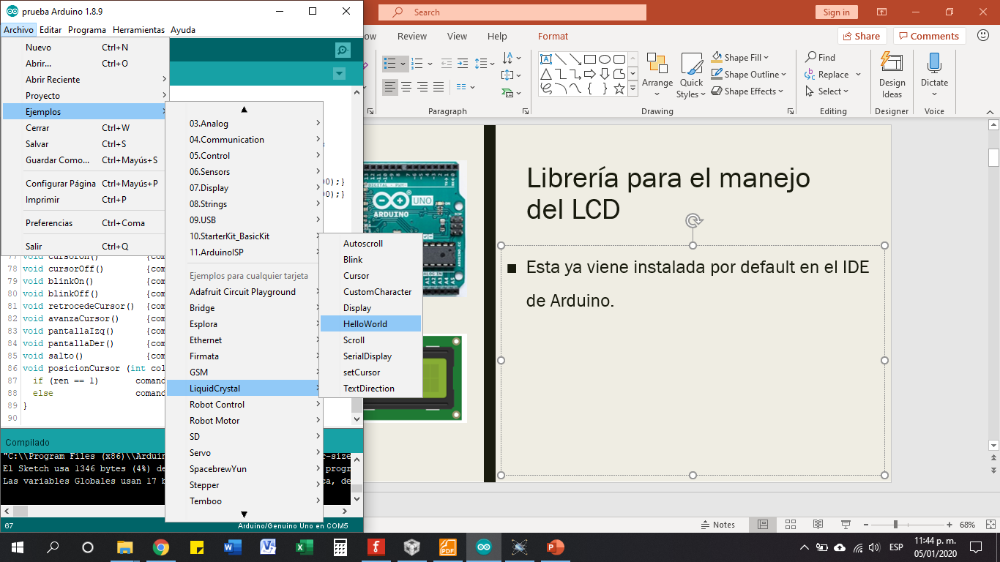 prueba Arduino 1.8.9
Archivo Editar Programa Herramientas Ayuda
Nuevo Ctrl+N
Abrir... Ctrl+O
Abrir Reciente
Proyecto
Ejemplos
Cerrar Ctrl+W
Salvar Ctrl+S
Guardar Como... Ctrl+Mayús+S
Configurar Página Ctrl+Mayús+P
Imprimir Ctrl+P
Preferencias Ctrl+Coma
Salir Ctrl+Q
03.Analog
04.Communication
05.Control
06.Sensors
07.Display
08.Strings
09.USB
10.StarterKit_BasicKit
11.ArduinoISP
Ejemplos para cualquier tarjeta
Adafruit Circuit Playground
Bridge
Esplora
Ethernet
Firmata
GSM
LiquidCrystal
Robot Control
Robot Motor
SD
Servo
SpacebrewYun
Stepper
Temboo
Autoscroll
Blink
Cursor
CustomCharacter
Display
HelloWorld
Scroll
SerialDisplay
setCursor
TextDirection
00);}
00);}
77 void cursorOn() {com
78 void cursorOff() {com
79 void blinkOn() {com
80 void blinkOff() {com
81 void retrocedeCursor() {com
82 void avanzaCursor() {com
83 void pantallaIzq() {com
84 void pantallaDer() {com
85 void salto() {com
86 void posicionCursor (int col
87 if (ren == 1) comand
88 else comand
89 }
90
Compilado
"C:\\Program Files (x86)\\Arduin r-size
El Sketch usa 1346 bytes (4%) de progr
Las variables Globales usan 17 b ca, de
67 Arduino/Genuino Uno en COM5
Search
Sign in
ow Review View Help Format
Share Comments
Shape Fill
Shape Outline
Shape Effects
Arrange
Quick
Styles
Find
Replace
Select
Design
Ideas
Dictate
Paragraph Drawing Editing Designer Voice
DIGITAL
UNO
ARDUINO
Librería para el manejo
del LCD
■ Esta ya viene instalada por default en el IDE
de Arduino.
Notes 68%
PDF
ESP
11:44 p. m.
05/01/2020